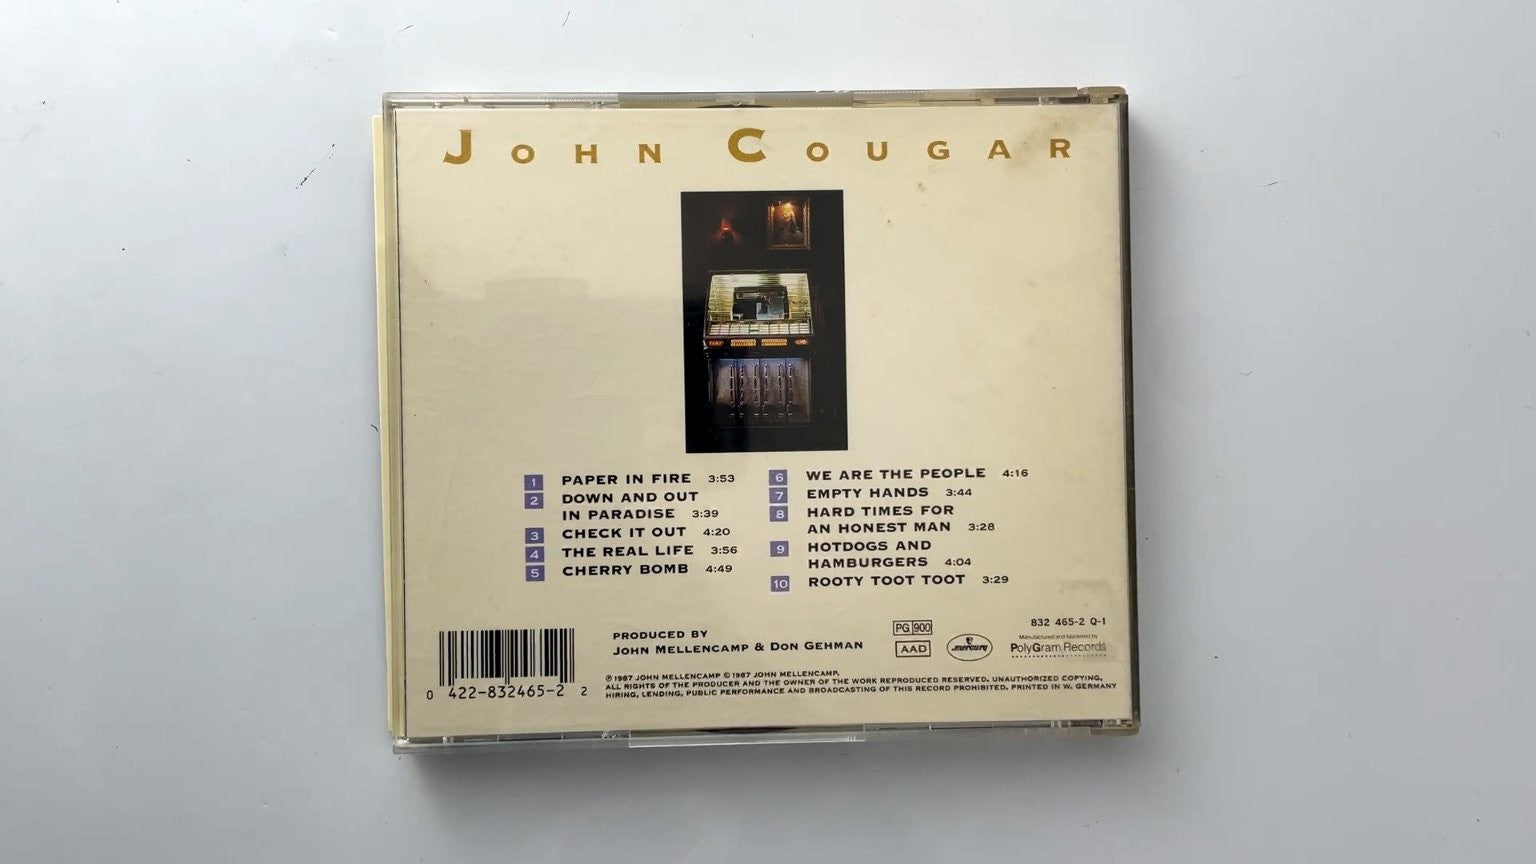 JOHN COUGAR
1 PAPER IN FIRE 3:53
2 DOWN AND OUT
IN PARADISE 3:39
3 CHECK IT OUT 4:20
4 THE REAL LIFE 3:56
5 CHERRY BOMB 4:49
6 WE ARE THE PEOPLE 4:16
7 EMPTY HANDS 3:44
8 HARD TIMES FOR
AN HONEST MAN 3:28
9 HOTDOGS AND
HAMBURGERS 4:04
10 ROOTY TOOT TOOT 3:29
0 422-832465-2 2
PRODUCED BY
JOHN MELLENCAMP & DON GEHMAN
PG 900
AAD
mercury
832 465-2 Q-1
Manufactured and Marketed by
PolyGram Records
℗ 1987 JOHN MELLENCAMP © 1987 JOHN MELLENCAMP.
ALL RIGHTS OF THE PRODUCER AND THE OWNER OF THE WORK REPRODUCED RESERVED. UNAUTHORIZED COPYING,
HIRING, LENDING, PUBLIC PERFORMANCE AND BROADCASTING OF THIS RECORD PROHIBITED. PRINTED IN W. GERMANY